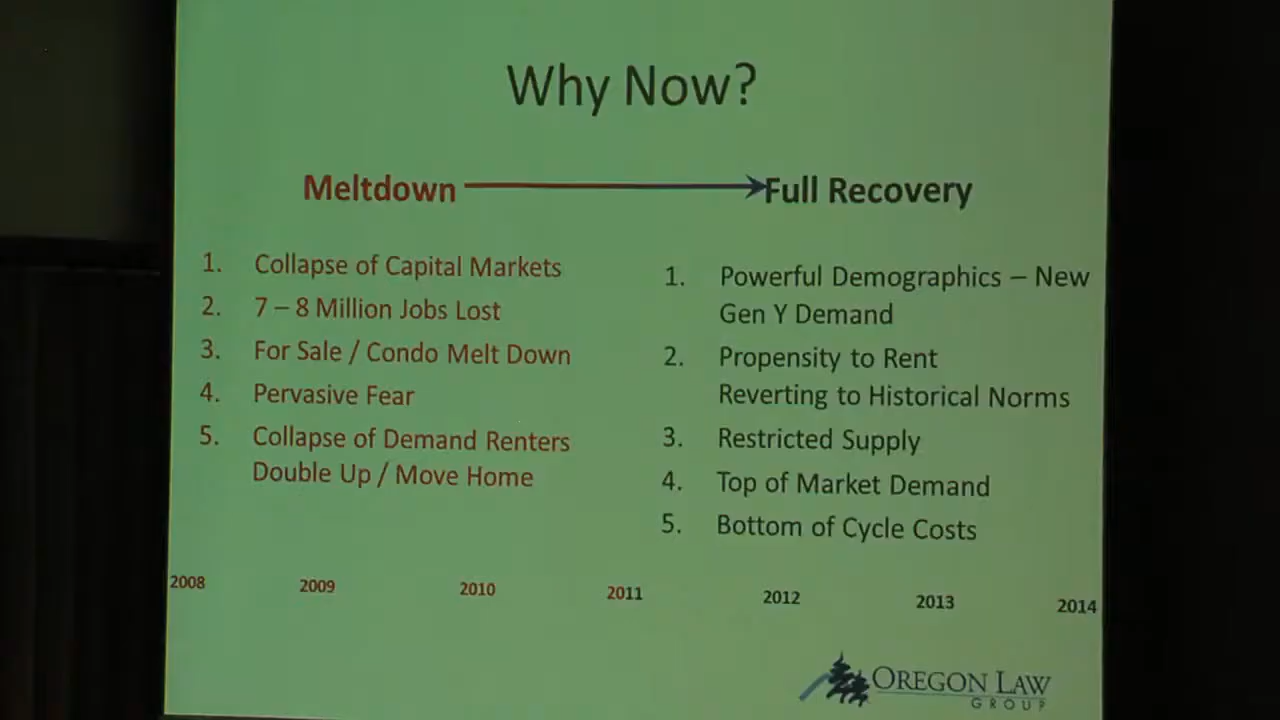 Why Now?
Meltdown
Full Recovery
1. Collapse of Capital Markets
2. 7 – 8 Million Jobs Lost
3. For Sale / Condo Melt Down
4. Pervasive Fear
5. Collapse of Demand Renters
Double Up / Move Home
1. Powerful Demographics – New
Gen Y Demand
2. Propensity to Rent
Reverting to Historical Norms
3. Restricted Supply
4. Top of Market Demand
5. Bottom of Cycle Costs
2008 2009 2010 2011 2012 2013 2014
OREGON LAW
GROUP